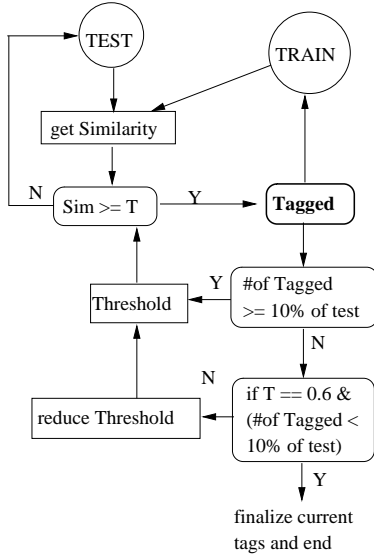 TEST
TRAIN
get Similarity
N
Sim >= T
Y
Tagged
Y
#of Tagged
>= 10% of test
Threshold
N
N
if T == 0.6 &
(#of Tagged <
10% of test)
reduce Threshold
Y
finalize current
tags and end